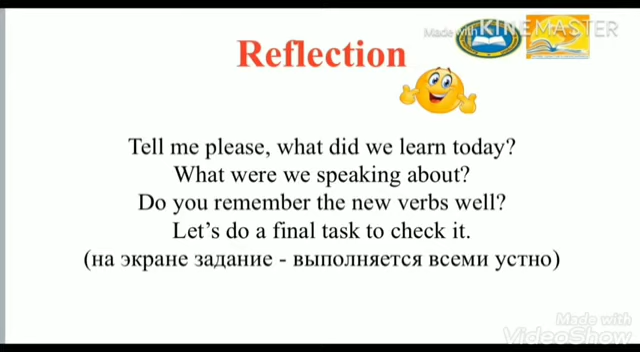 Made with KINEMASTER
Reflection
Tell me please, what did we learn today?
What were we speaking about?
Do you remember the new verbs well?
Let’s do a final task to check it.
(на экране задание - выполняется всеми устно)
Made with
VideoShow